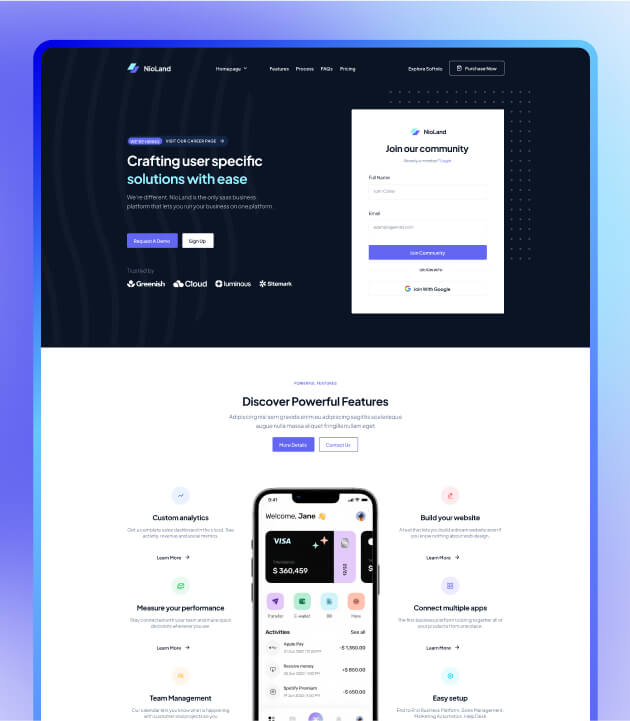 NioLand
Homepage
Features
Process
FAQs
Pricing
Explore Softnio
Purchase Now
WE'RE HIRING
VISIT OUR CAREER PAGE
Crafting user specific
solutions with ease
We're different. NioLand is the only saas business
platform that lets you run your business on one platform .
Request A Demo
Sign Up
Trusted by
Greenish
Cloud
luminous
Sitemark
NioLand
Join our community
Already a member? Login
Full Name
Email
example@email.com
Join Community
OR JOIN WITH
Join With Google
POWERFUL FEATURES
Discover Powerful Features
Adipiscing nisl sem gravida enim eu adipiscing sagittis scelerisque
augue nulla massa aliquet fringilla nullam eget
More Details
Contact Us
Custom analytics
Get a complete sales dashboard in the cloud. See
activity, revenue and social metrics
Learn More
Measure your performance
Stay connected with your team and make quick
decisions wherever you are.
Learn More
Team Management
Our calendar lets you know what is happening
with customer and projects so you
9:41
Welcome, Jane 👋
VISA
$ 360,459
12/22
Transfer
E-wallet
Bill
More
Activities
See all
Apple Pay
-$ 1,350.00
Receive money
+$ 850.00
Spotify Premium
-$ 650.00
Build your website
A tool that lets you build a dream website even if
you know nothing about web design.
Learn More
Connect multiple apps
The first business platform to bring together all of
your products from one place.
Learn More
Easy setup
End to End Business Platform, Sales Management,
Marketing Automation, Help Desk